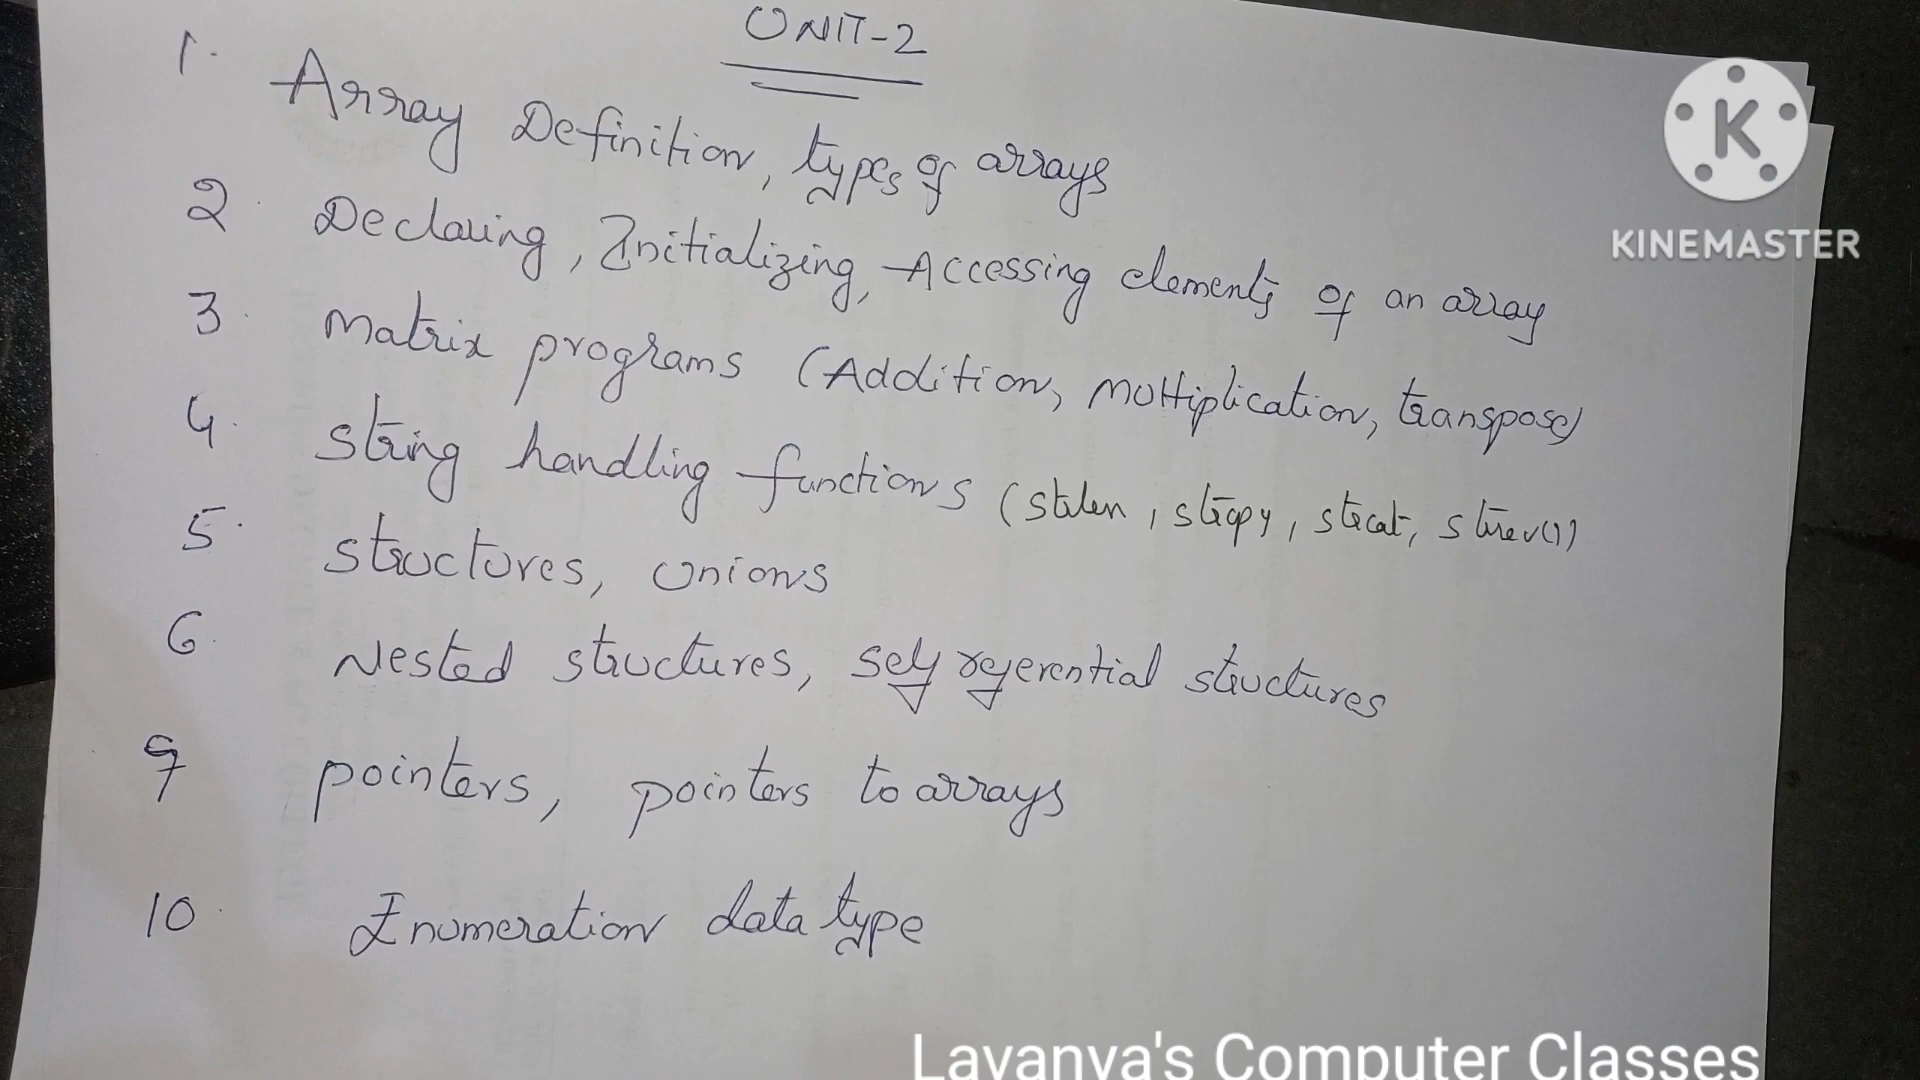 UNIT-2
1. Array Definition, types of arrays
2. Declaring, Initializing, Accessing elements of an array
3. Matrix programs (Addition, multiplication, transpose)
4. String handling functions (strlen, strcpy, strcat, strrev())
5. structures, unions
6. Nested structures, self referential structures
9 pointers, pointers to arrays
10. Enumeration data type
K
KINEMASTER
Lavanya's Computer Classes